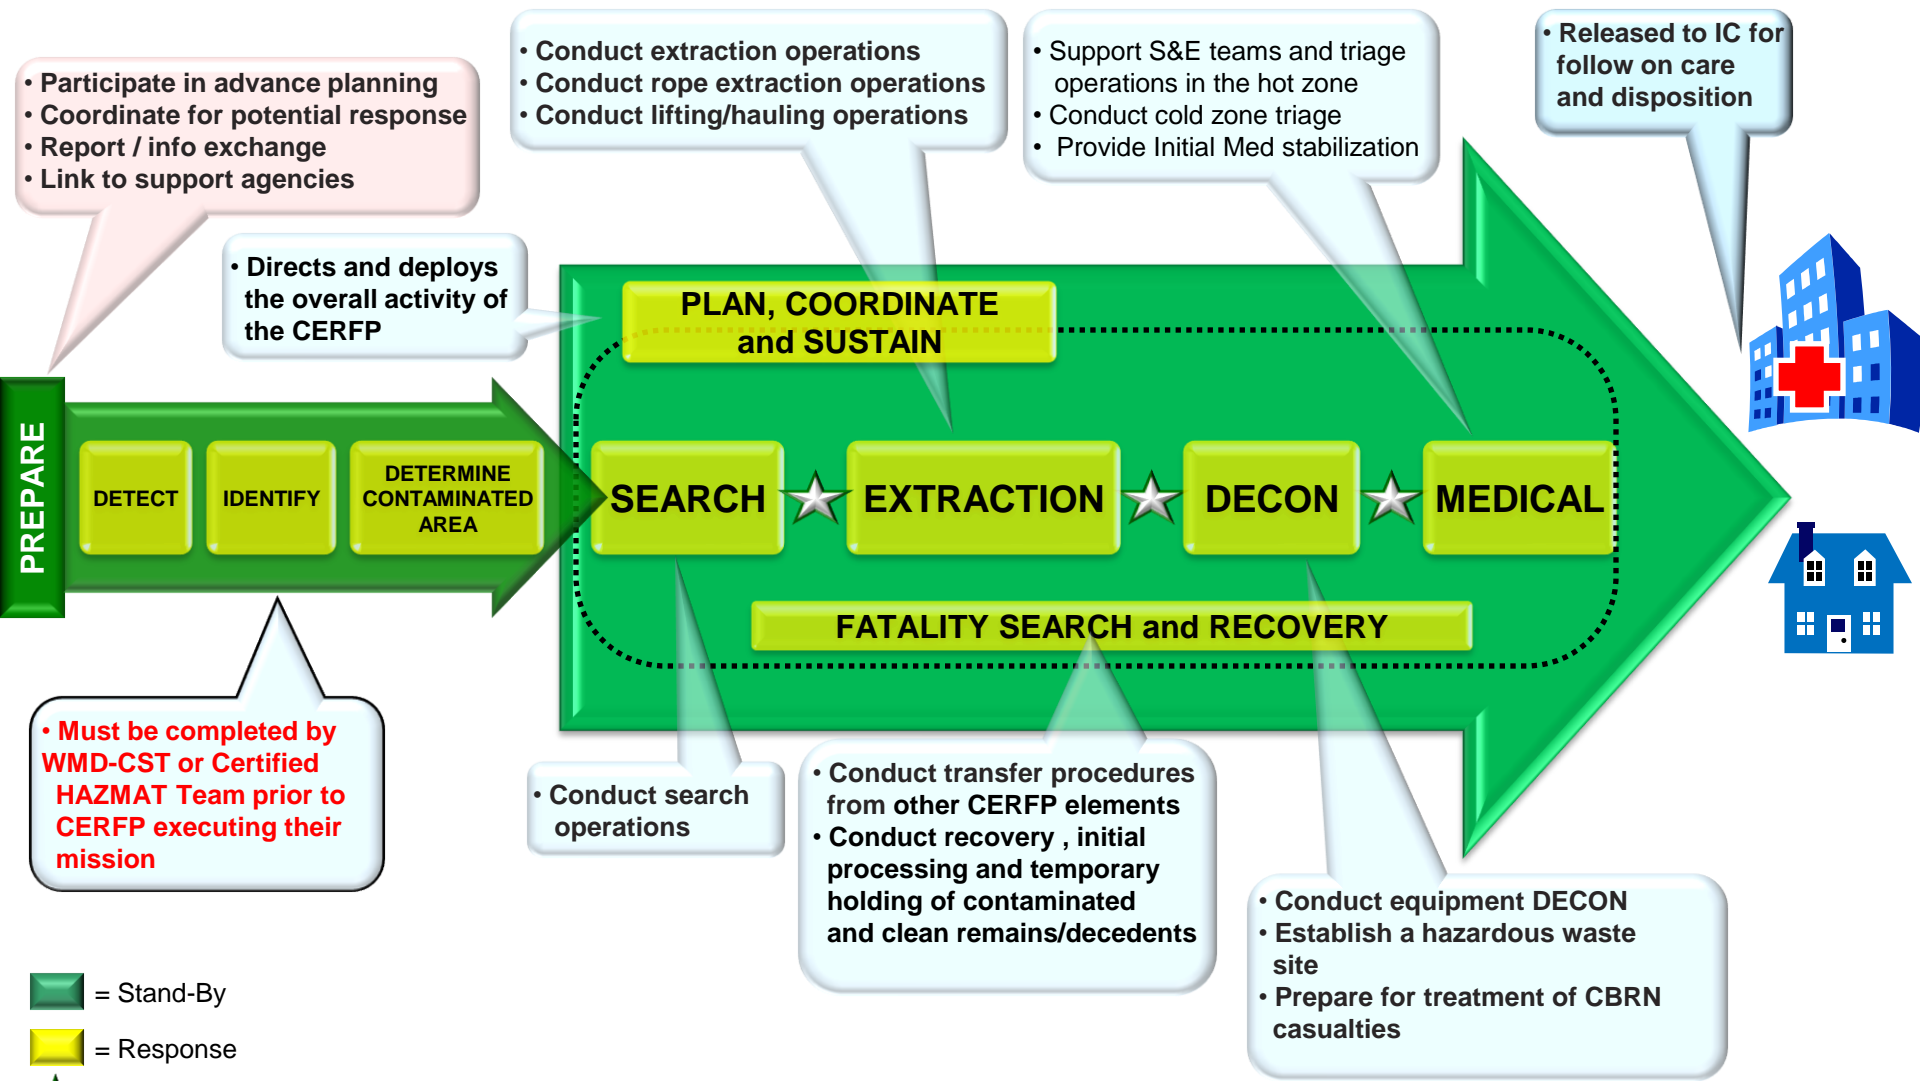 • Participate in advance planning
• Coordinate for potential response
• Report / info exchange
• Link to support agencies
• Conduct extraction operations
• Conduct rope extraction operations
• Conduct lifting/hauling operations
• Support S&E teams and triage
operations in the hot zone
• Conduct cold zone triage
• Provide Initial Med stabilization
• Released to IC for
follow on care
and disposition
• Directs and deploys
the overall activity of
the CERFP
PLAN, COORDINATE
and SUSTAIN
PREPARE
DETECT
IDENTIFY
DETERMINE
CONTAMINATED
AREA
SEARCH
EXTRACTION
DECON
MEDICAL
FATALITY SEARCH and RECOVERY
• Must be completed by
WMD-CST or Certified
HAZMAT Team prior to
CERFP executing their
mission
• Conduct search
operations
• Conduct transfer procedures
from other CERFP elements
• Conduct recovery , initial
processing and temporary
holding of contaminated
and clean remains/decedents
• Conduct equipment DECON
• Establish a hazardous waste
site
• Prepare for treatment of CBRN
casualties
= Stand-By
= Response